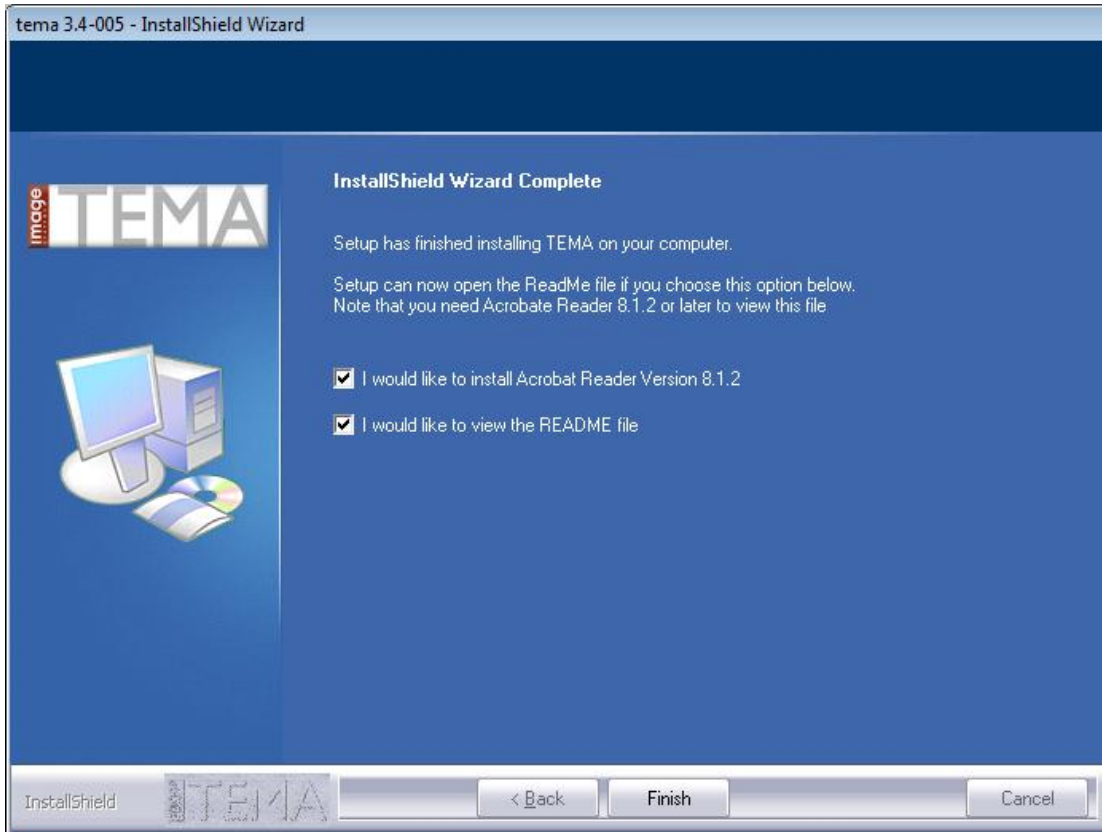 tema 3.4-005 - InstallShield Wizard
image
TEMA
InstallShield Wizard Complete
Setup has finished installing TEMA on your computer.
Setup can now open the ReadMe file if you choose this option below.
Note that you need Acrobate Reader 8.1.2 or later to view this file
I would like to install Acrobat Reader Version 8.1.2
I would like to view the README file
InstallShield
TEMA
< Back
Finish
Cancel